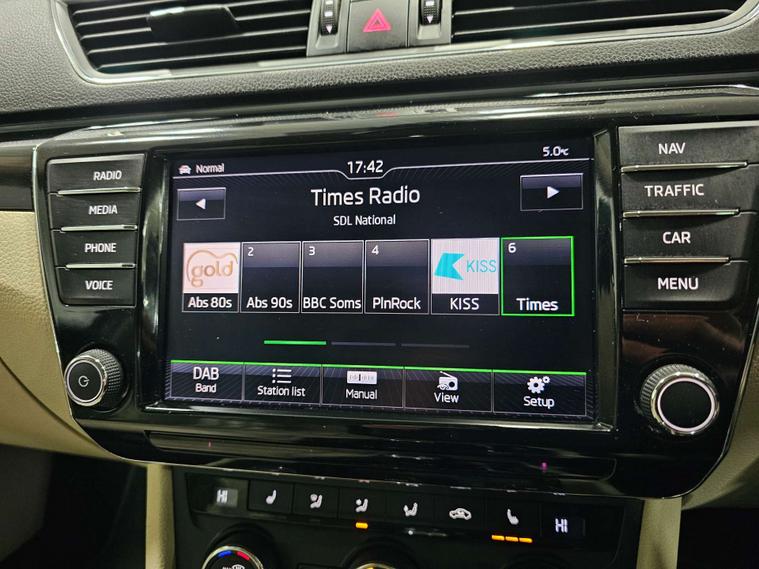 RADIO
MEDIA
PHONE
VOICE
Normal
17:42
5.0°C
Times Radio
SDL National
gold
Abs 80s
2
Abs 90s
3
BBC Soms
4
PlnRock
KISS
KISS
6
Times
DAB
Band
Station list
Manual
View
Setup
NAV
TRAFFIC
CAR
MENU
HI
HI